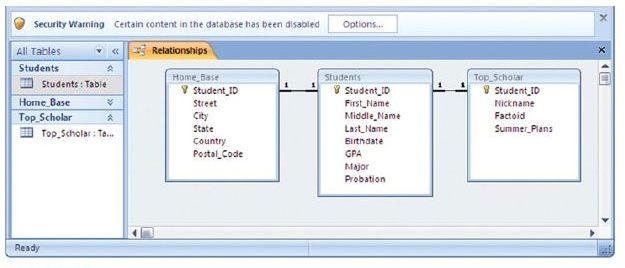 Security Warning Certain content in the database has been disabled Options...
All Tables
Relationships
Students
Students : Table
Home_Base
Top_Scholar
Top_Scholar : Ta...
Home_Base
Student_ID
Street
City
State
Country
Postal_Code
1 1
Students
Student_ID
First_Name
Middle_Name
Last_Name
Birthdate
GPA
Major
Probation
1 1
Top_Scholar
Student_ID
Nickname
Factoid
Summer_Plans
Ready